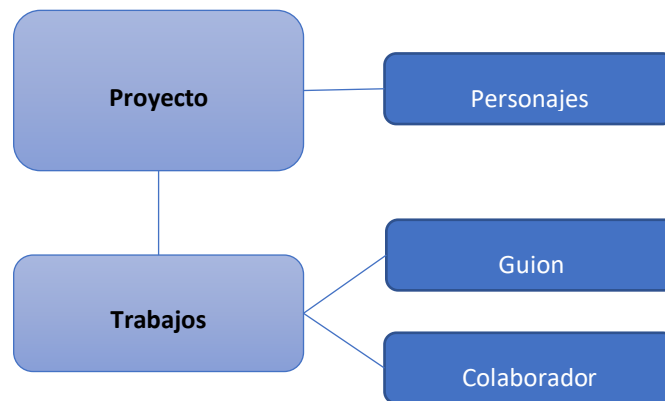 Proyecto
Personajes
Guion
Trabajos
Colaborador